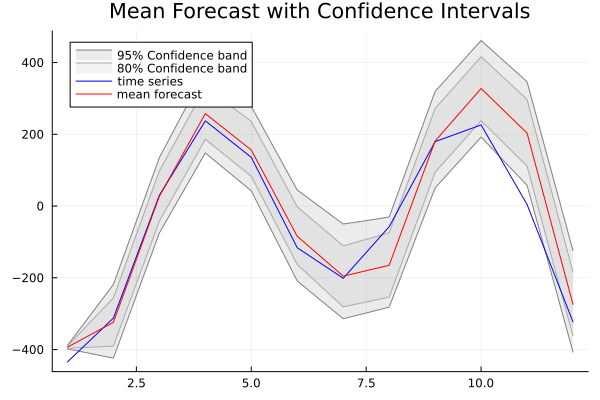 Mean Forecast with Confidence Intervals
95% Confidence band
80% Confidence band
time series
mean forecast
400
200
0
−200
−400
2.5
5.0
7.5
10.0